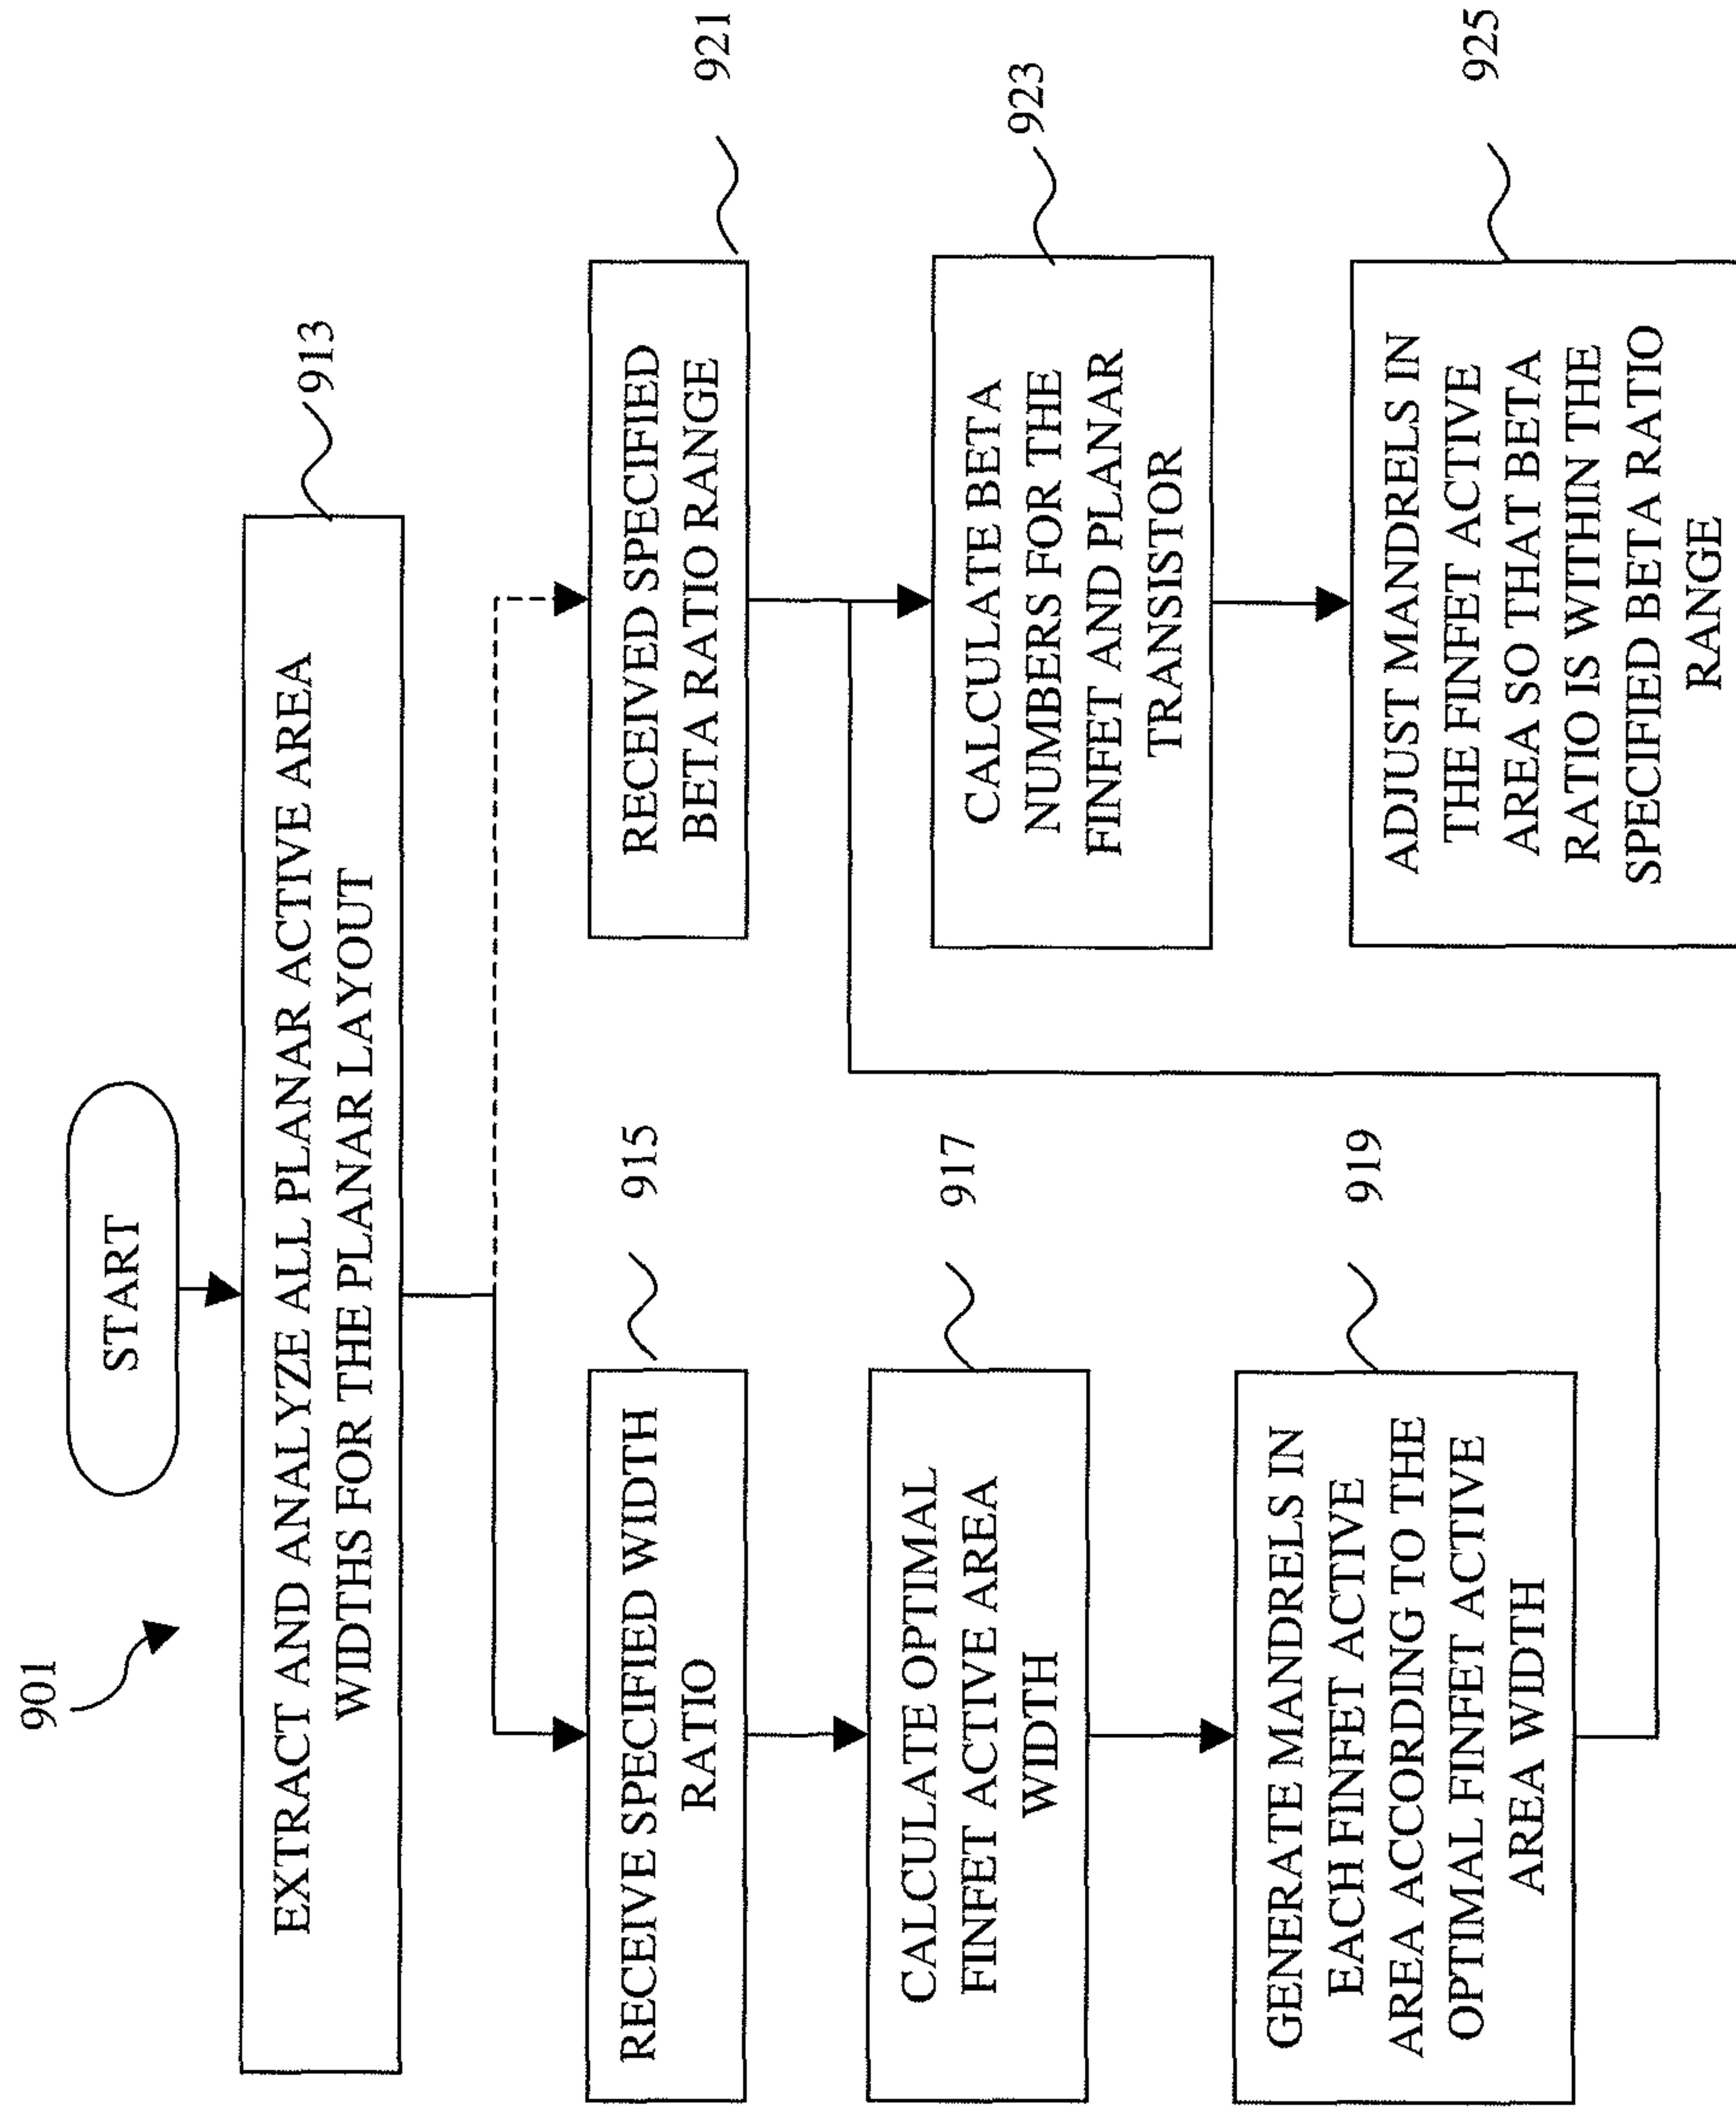 901
START
EXTRACT AND ANALYZE ALL PLANAR ACTIVE AREA
WIDTHS FOR THE PLANAR LAYOUT
913
RECEIVE SPECIFIED WIDTH
RATIO
915
CALCULATE OPTIMAL
FINFET ACTIVE AREA
WIDTH
917
GENERATE MANDRELS IN
EACH FINFET ACTIVE
AREA ACCORDING TO THE
OPTIMAL FINFET ACTIVE
AREA WIDTH
919
RECEIVED SPECIFIED
BETA RATIO RANGE
921
CALCULATE BETA
NUMBERS FOR THE
FINFET AND PLANAR
TRANSISTOR
923
ADJUST MANDRELS IN
THE FINFET ACTIVE
AREA SO THAT BETA
RATIO IS WITHIN THE
SPECIFIED BETA RATIO
RANGE
925